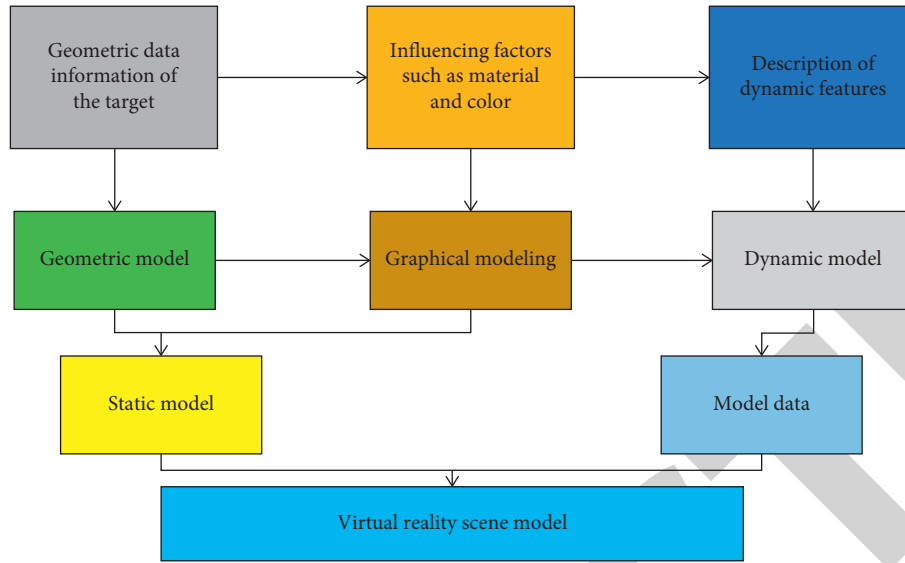 Geometric data
information of
the target
Influencing factors
such as material
and color
Description of
dynamic features
Geometric model
Graphical modeling
Dynamic model
Static model
Model data
Virtual reality scene model